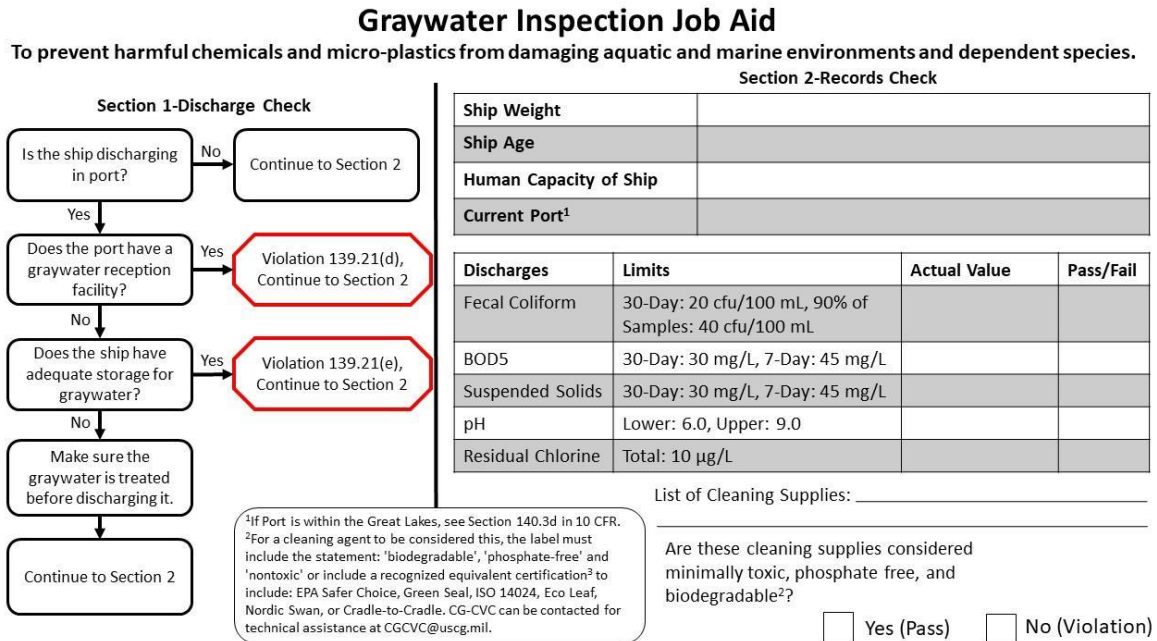 Graywater Inspection Job Aid
To prevent harmful chemicals and micro-plastics from damaging aquatic and marine environments and dependent species.
Section 1-Discharge Check
Is the ship discharging
in port?
No
Continue to Section 2
Yes
Does the port have a
graywater reception
facility?
Yes
Violation 139.21(d),
Continue to Section 2
No
Does the ship have
adequate storage for
graywater?
Yes
Violation 139.21(e),
Continue to Section 2
No
Make sure the
graywater is treated
before discharging it.
Continue to Section 2
Section 2-Records Check
Ship Weight
Ship Age
Human Capacity of Ship
Current Port¹
Discharges Limits Actual Value Pass/Fail
Fecal Coliform 30-Day: 20 cfu/100 mL, 90% of
Samples: 40 cfu/100 mL
BOD5 30-Day: 30 mg/L, 7-Day: 45 mg/L
Suspended Solids 30-Day: 30 mg/L, 7-Day: 45 mg/L
pH Lower: 6.0, Upper: 9.0
Residual Chlorine Total: 10 µg/L
List of Cleaning Supplies:
Are these cleaning supplies considered
minimally toxic, phosphate free, and
biodegradable²?
Yes (Pass) No (Violation)
¹If Port is within the Great Lakes, see Section 140.3d in 10 CFR.
²For a cleaning agent to be considered this, the label must
include the statement: 'biodegradable', 'phosphate-free' and
'nontoxic' or include a recognized equivalent certification³ to
include: EPA Safer Choice, Green Seal, ISO 14024, Eco Leaf,
Nordic Swan, or Cradle-to-Cradle. CG-CVC can be contacted for
technical assistance at CGCVC@uscg.mil.